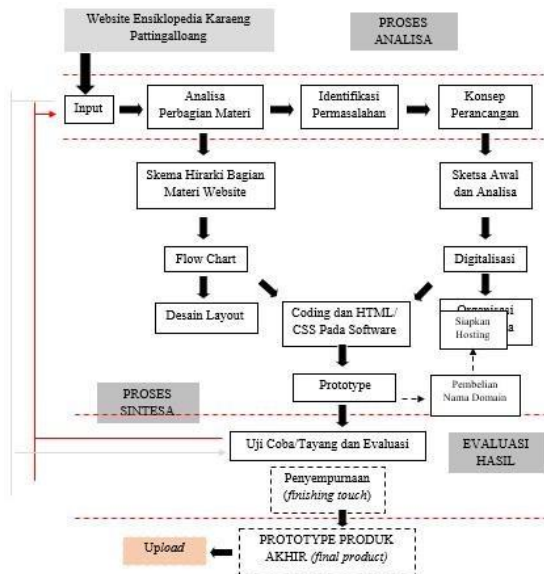 Website Ensiklopedia Karaeng
Pattingalloang
PROSES
ANALISA
Input
Analisa
Perbagian Materi
Identifikasi
Permasalahan
Konsep
Perancangan
Skema Hirarki Bagian
Materi Website
Sketsa Awal
dan Analisa
Flow Chart
Digitalisasi
Desain Layout
Coding dan HTML/
CSS Pada Software
Siapkan
Hosting
PROSES
SINTESA
Prototype
Pembelian
Nama Domain
Uji Coba/Tayang dan Evaluasi
EVALUASI
HASIL
Penyempurnaan
(finishing touch)
Upload
PROTOTYPE PRODUK
AKHIR (final product)